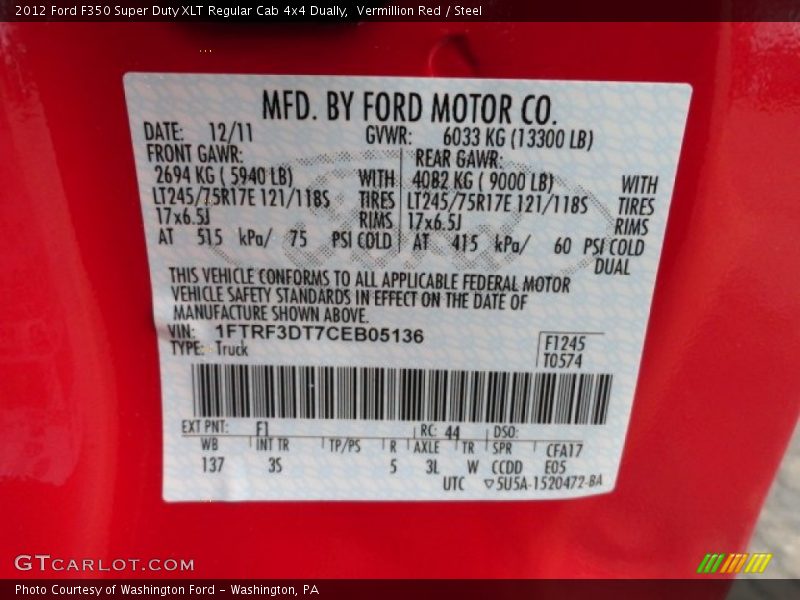 2012 Ford F350 Super Duty XLT Regular Cab 4x4 Dually,  Vermillion Red / Steel
MFD. BY FORD MOTOR CO.
DATE: 12/11 GVWR: 6033 KG (13300 LB)
FRONT GAWR: REAR GAWR:
2694 KG ( 5940 LB) WITH 4082 KG ( 9000 LB) WITH
LT245/75R17E 121/118S TIRES LT245/75R17E 121/118S TIRES
17x6.5J RIMS 17x6.5J RIMS
AT 515 kPa/ 75 PSI COLD AT 415 kPa/ 60 PSI COLD
DUAL
THIS VEHICLE CONFORMS TO ALL APPLICABLE FEDERAL MOTOR
VEHICLE SAFETY STANDARDS IN EFFECT ON THE DATE OF
MANUFACTURE SHOWN ABOVE.
VIN: 1FTRF3DT7CEB05136
TYPE: Truck
F1245
T0574
EXT PNT: F1 RC: 44 DSO:
WB INT TR TP/PS R AXLE TR SPR CFA17
137 3S 5 3L W CCDD E05
UTC ▽5U5A-1520472-BA
GTCARLOT.COM
Photo Courtesy of Washington Ford - Washington, PA